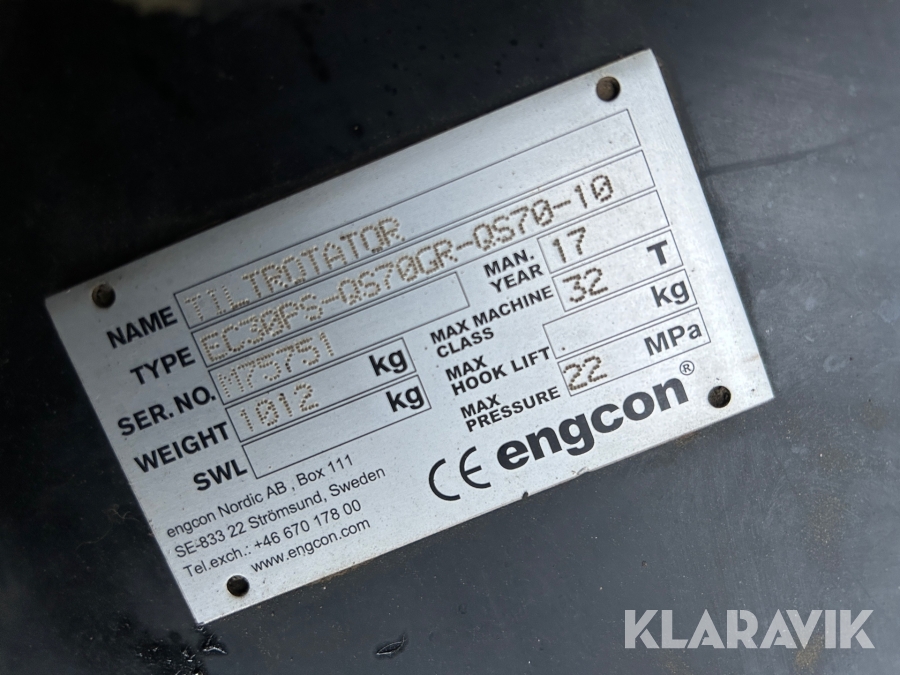 NAME TILTROTATOR
TYPE EC30PS-QS70GR-QS70-10
SER. NO. M75751
MAN. YEAR 17
WEIGHT 1012 kg
MAX MACHINE CLASS 32 T
SWL kg
MAX HOOK LIFT kg
MAX PRESSURE 22 MPa
CE engcon®
engcon Nordic AB , Box 111
SE-833 22 Strömsund, Sweden
Tel.exch.: +46 670 178 00
www.engcon.com
KLARAVIK